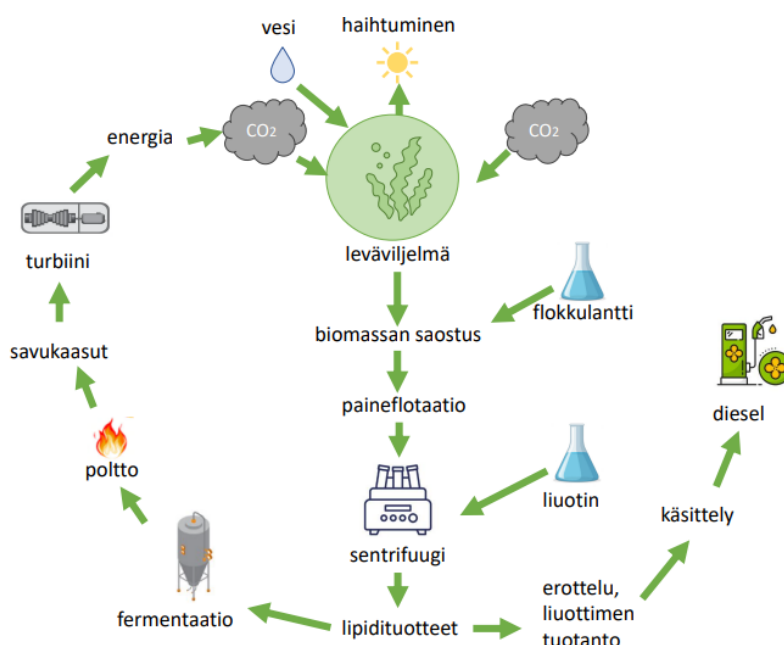 vesi
haihtuminen
energia
CO2
CO2
turbiini
leväviljelmä
flokkulantti
savukaasut
biomassan saostus
paineflotaatio
diesel
poltto
liuotin
käsittely
sentrifuugi
fermentaatio
lipidituotteet
erottelu,
liuottimen
tuotanto